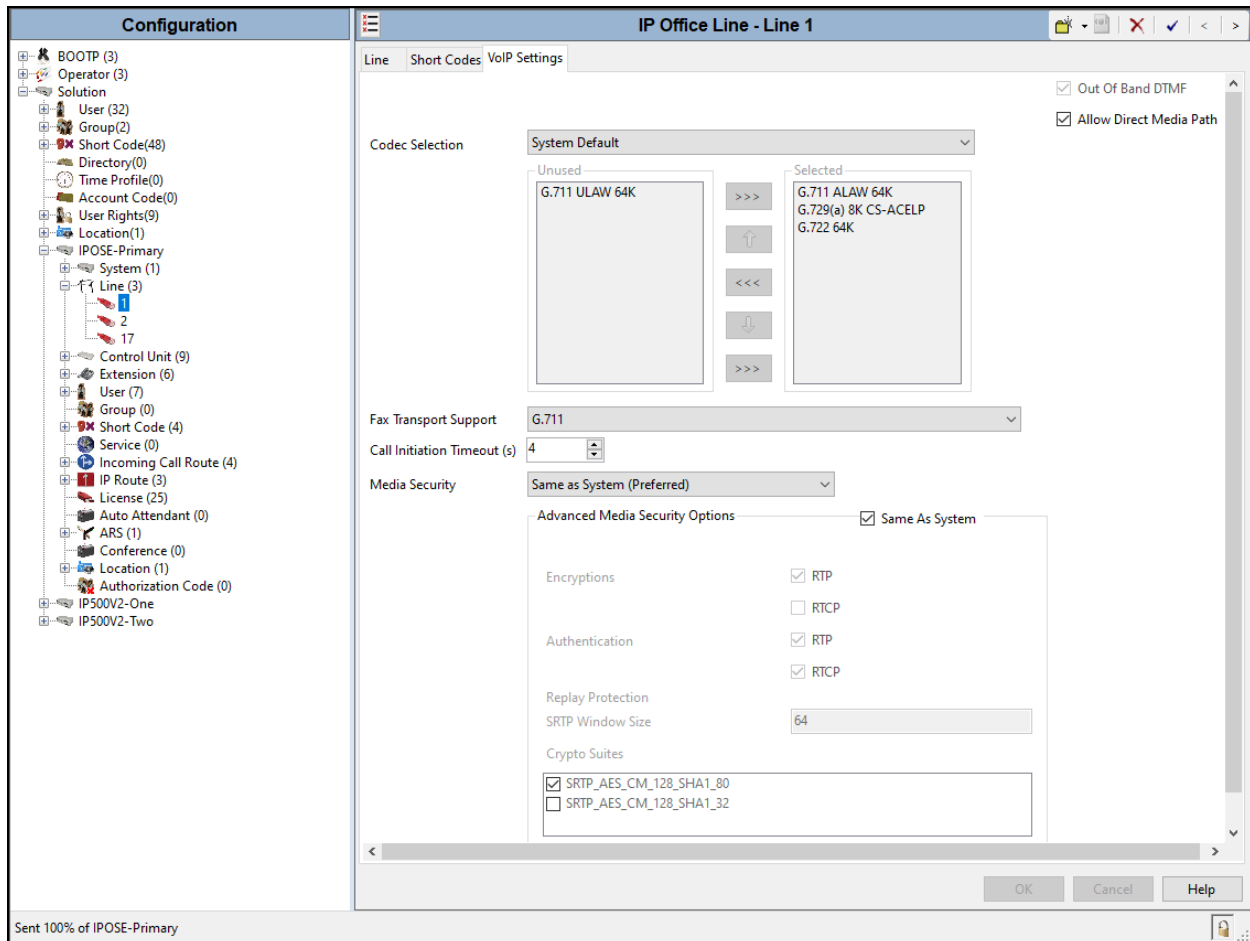 Configuration
BOOTP (3)
Operator (3)
Solution
User (32)
Group(2)
Short Code(48)
Directory(0)
Time Profile(0)
Account Code(0)
User Rights(9)
Location(1)
IPOSE-Primary
System (1)
Line (3)
1
2
17
Control Unit (9)
Extension (6)
User (7)
Group (0)
Short Code (4)
Service (0)
Incoming Call Route (4)
IP Route (3)
License (25)
Auto Attendant (0)
ARS (1)
Conference (0)
Location (1)
Authorization Code (0)
IP500V2-One
IP500V2-Two
IP Office Line - Line 1
Line Short Codes VoIP Settings
Out Of Band DTMF
Allow Direct Media Path
Codec Selection System Default
Unused Selected
G.711 ULAW 64K >>> G.711 ALAW 64K
G.729(a) 8K CS-ACELP
G.722 64K
<<<
>>>
Fax Transport Support G.711
Call Initiation Timeout (s) 4
Media Security Same as System (Preferred)
Advanced Media Security Options Same As System
Encryptions RTP
RTCP
Authentication RTP
RTCP
Replay Protection
SRTP Window Size 64
Crypto Suites
SRTP_AES_CM_128_SHA1_80
SRTP_AES_CM_128_SHA1_32
OK Cancel Help
Sent 100% of IPOSE-Primary